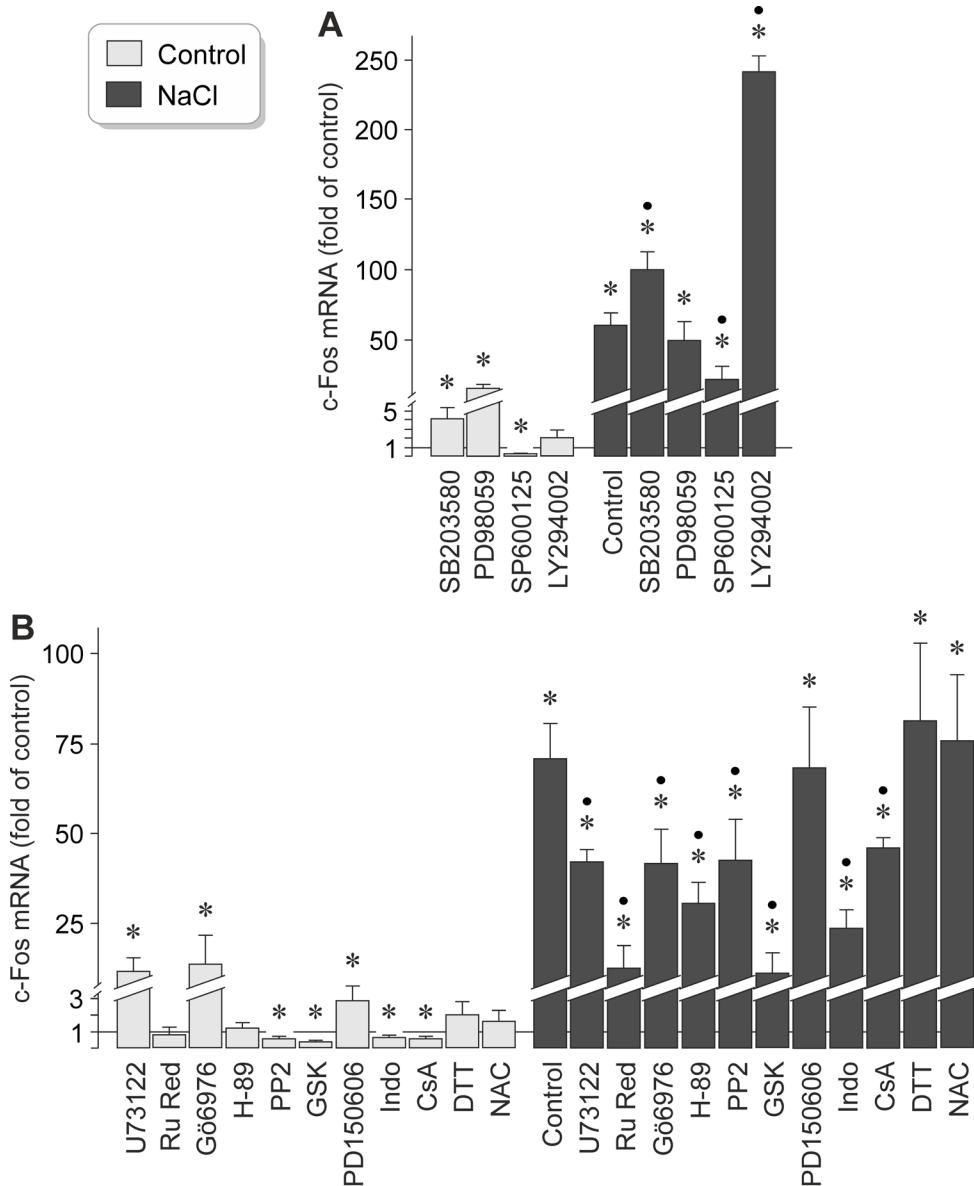 Control
NaCl
A
c-Fos mRNA (fold of control)
250
200
150
100
50
5
1
* * *
* • * * • * • *
SB203580
PD98059
SP600125
LY294002
Control
SB203580
PD98059
SP600125
LY294002
B
c-Fos mRNA (fold of control)
100
75
50
25
3
1
* * * * * * *
* • * • * • * • * • * • * * • * • * * *
U73122
Ru Red
Gö6976
H-89
PP2
GSK
PD150606
Indo
CsA
DTT
NAC
Control
U73122
Ru Red
Gö6976
H-89
PP2
GSK
PD150606
Indo
CsA
DTT
NAC